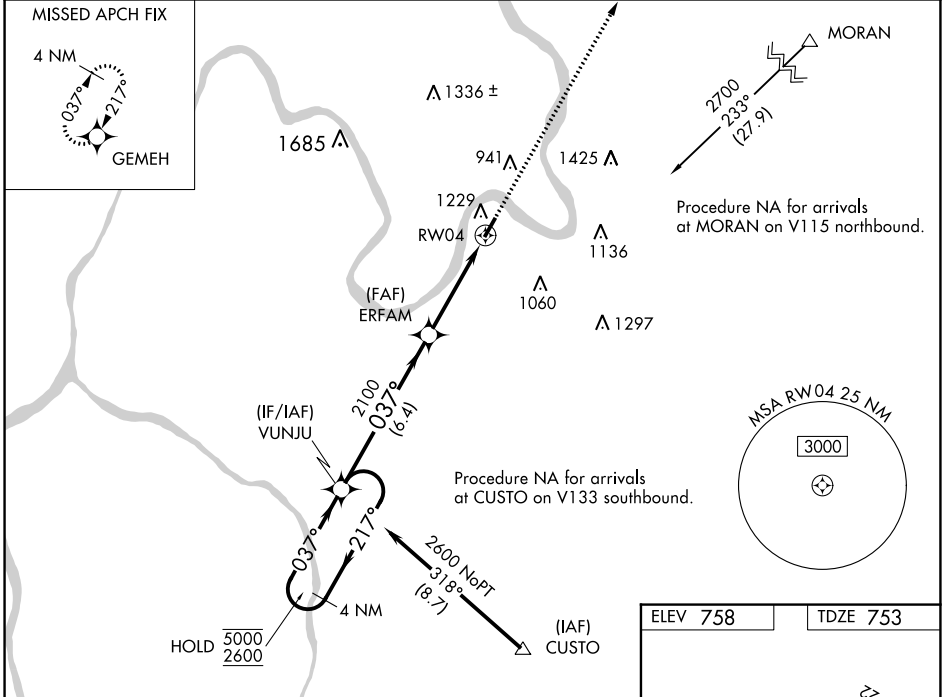 MISSED APCH FIX
4 NM
037°
217°
GEMEH
1336 ±
1685
941
1425
1229
RW04
1136
1060
1297
MORAN
2700
233°
(27.9)
Procedure NA for arrivals
at MORAN on V115 northbound.
(FAF)
ERFAM
2100
037°
(6.4)
(IF/IAF)
VUNJU
Procedure NA for arrivals
at CUSTO on V133 southbound.
MSA RW04 25 NM
3000
037°
217°
4 NM
HOLD
5000
2600
2600 NoPT
318°
(8.7)
(IAF)
CUSTO
ELEV 758
TDZE 753
22